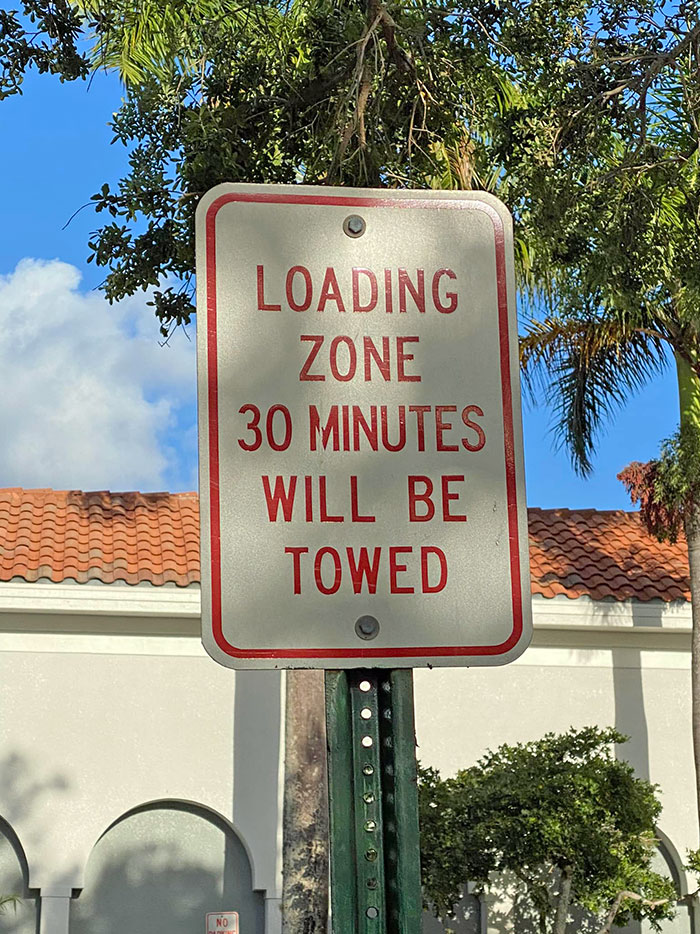 LOADING
ZONE
30 MINUTES
WILL BE
TOWED
NO